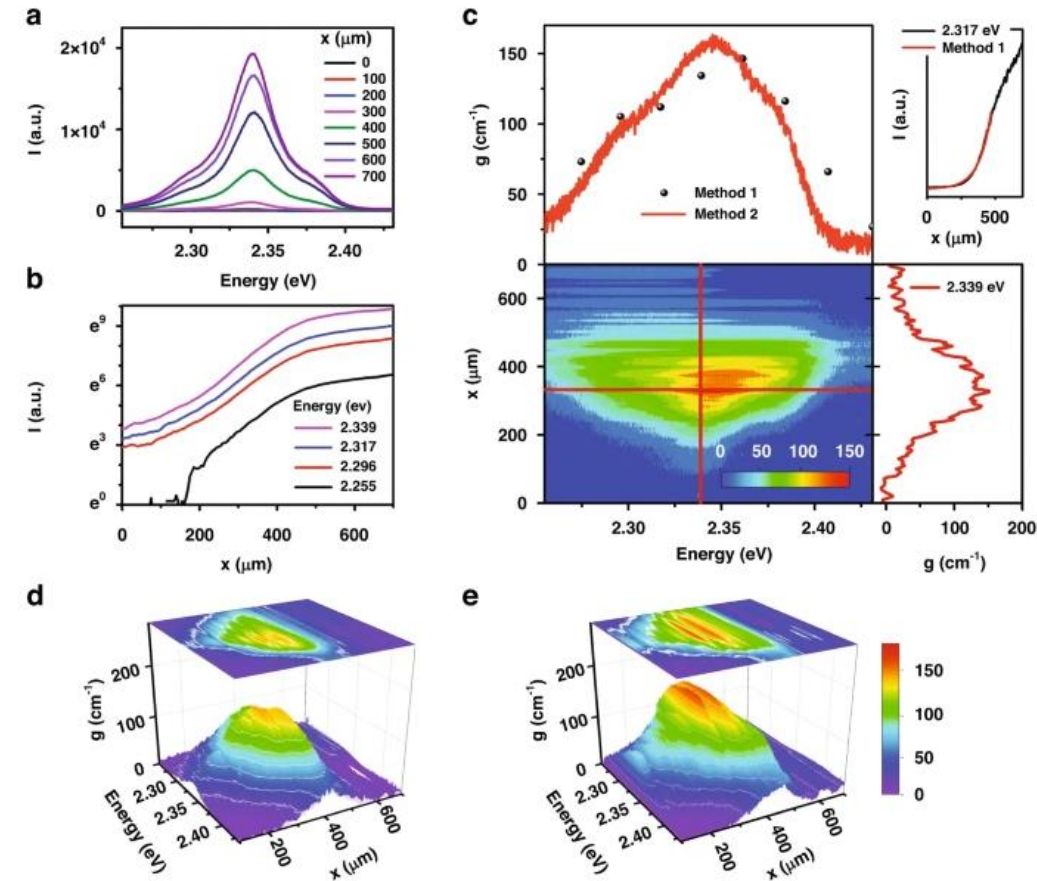 a
x (μm)
0
100
200
300
400
500
600
700
2×10⁴
1×10⁴
0
I (a.u.)
2.30
2.35
2.40
Energy (eV)
b
e⁹
e⁶
e³
e⁰
I (a.u.)
Energy (ev)
2.339
2.317
2.296
2.255
0
200
400
600
x (μm)
c
150
100
50
0
g (cm⁻¹)
Method 1
Method 2
2.317 eV
Method 1
I (a.u.)
0
500
x (μm)
600
400
200
0
x (μm)
0
50
100
150
2.30
2.35
2.40
Energy (eV)
2.339 eV
0
100
200
g (cm⁻¹)
d
200
100
0
g (cm⁻¹)
2.30
2.35
2.40
Energy (eV)
200
400
600
x (μm)
e
200
100
0
g (cm⁻¹)
2.30
2.35
2.40
Energy (eV)
200
400
600
x (μm)
150
100
50
0